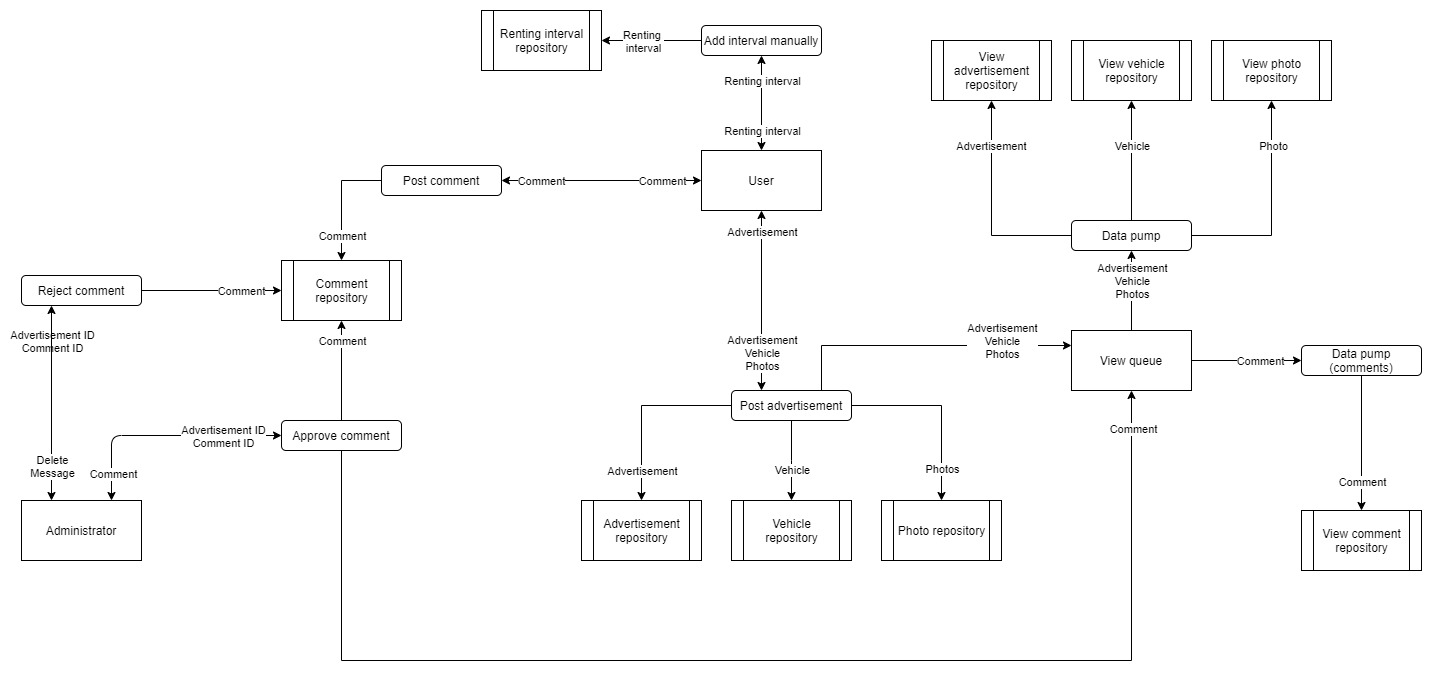 Renting interval
repository
Renting
interval
Add interval manually
Renting interval
Renting interval
View
advertisement
repository
View vehicle
repository
View photo
repository
Advertisement
Vehicle
Photo
Post comment
Comment
Comment
User
Comment
Advertisement
Data pump
Advertisement
Vehicle
Photos
Reject comment
Comment
Comment
repository
Advertisement ID
Comment ID
Comment
Advertisement
Vehicle
Photos
Advertisement
Vehicle
Photos
View queue
Comment
Data pump
(comments)
Post advertisement
Advertisement ID
Comment ID
Approve comment
Comment
Delete
Message
Comment
Advertisement
Vehicle
Photos
Comment
Administrator
Advertisement
repository
Vehicle
repository
Photo repository
View comment
repository